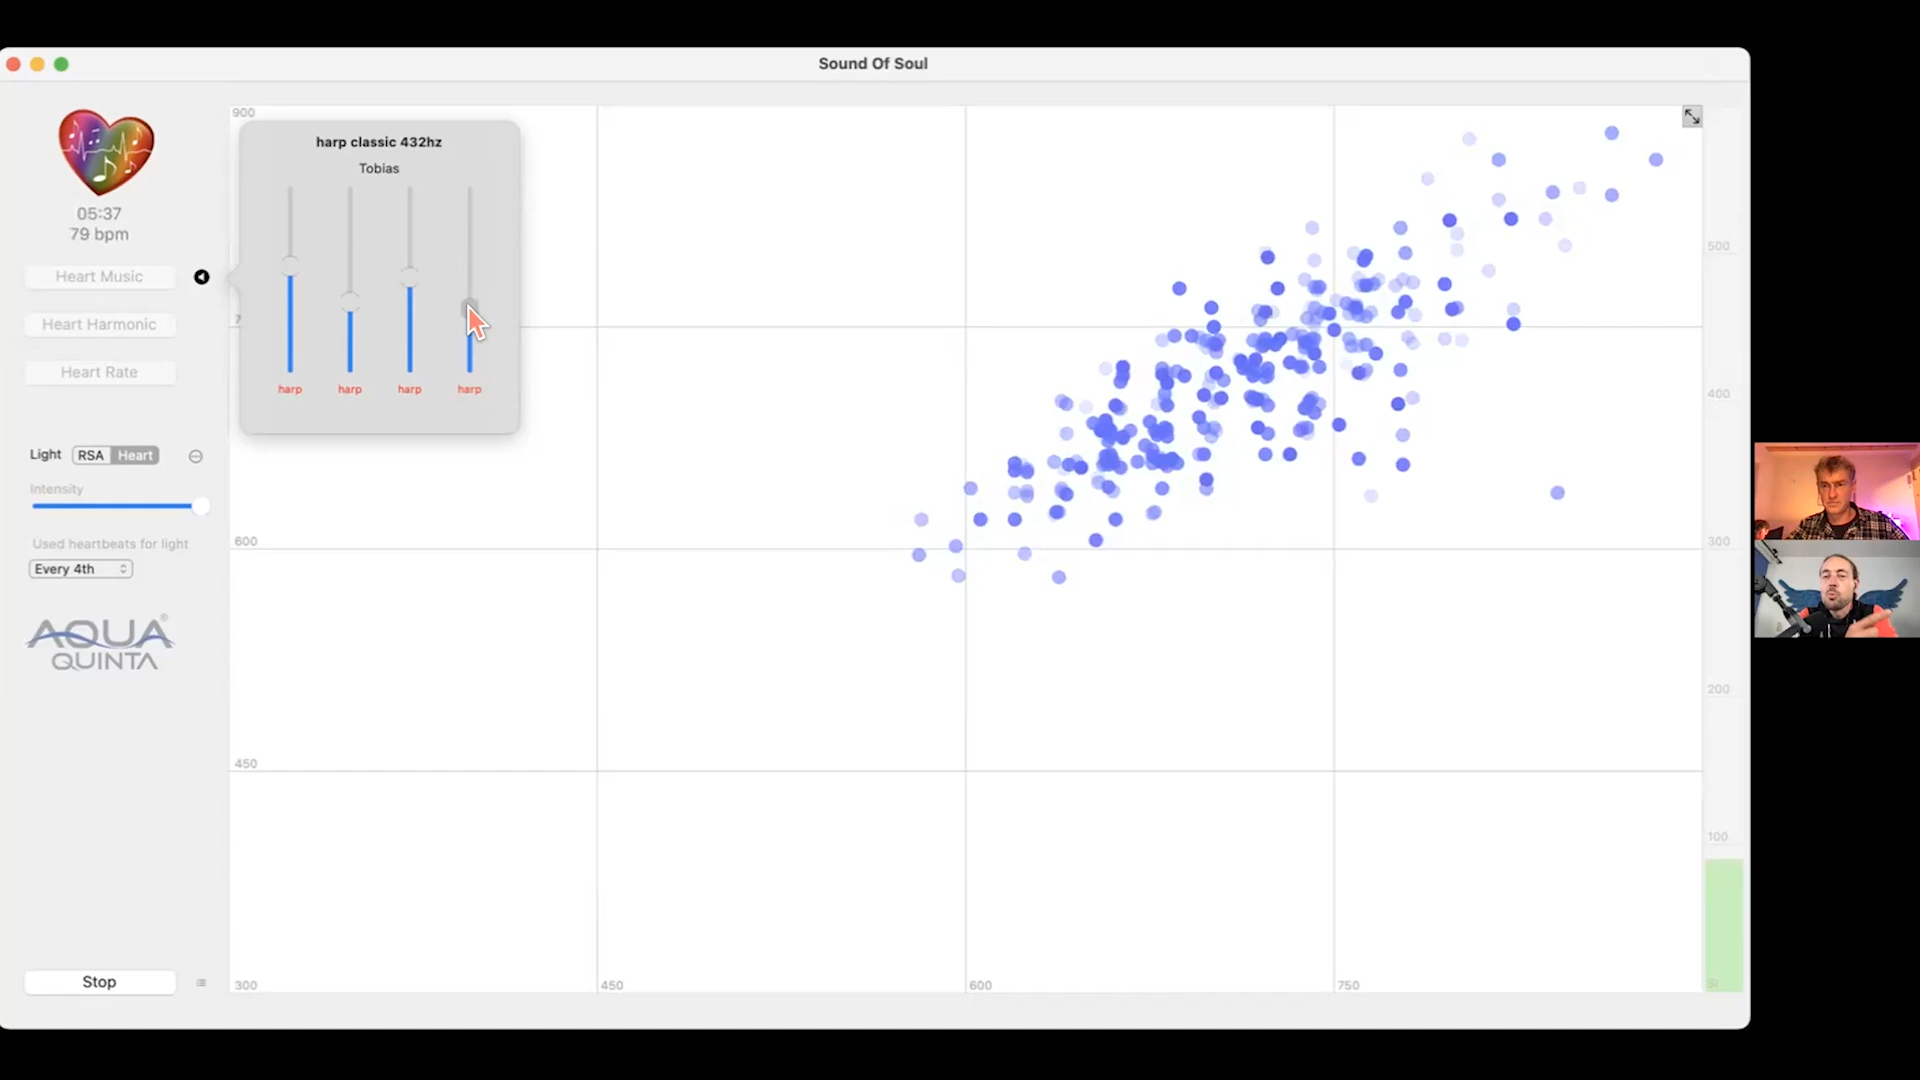 Sound Of Soul
05:37
79 bpm
Heart Music
Heart Harmonic
Heart Rate
Light RSA Heart
Intensity
Used heartbeats for light
Every 4th
AQUA®
QUINTA
Stop
harp classic 432hz
Tobias
harp harp harp harp
900
7
600
450
300
450
600
750
500
400
300
200
100